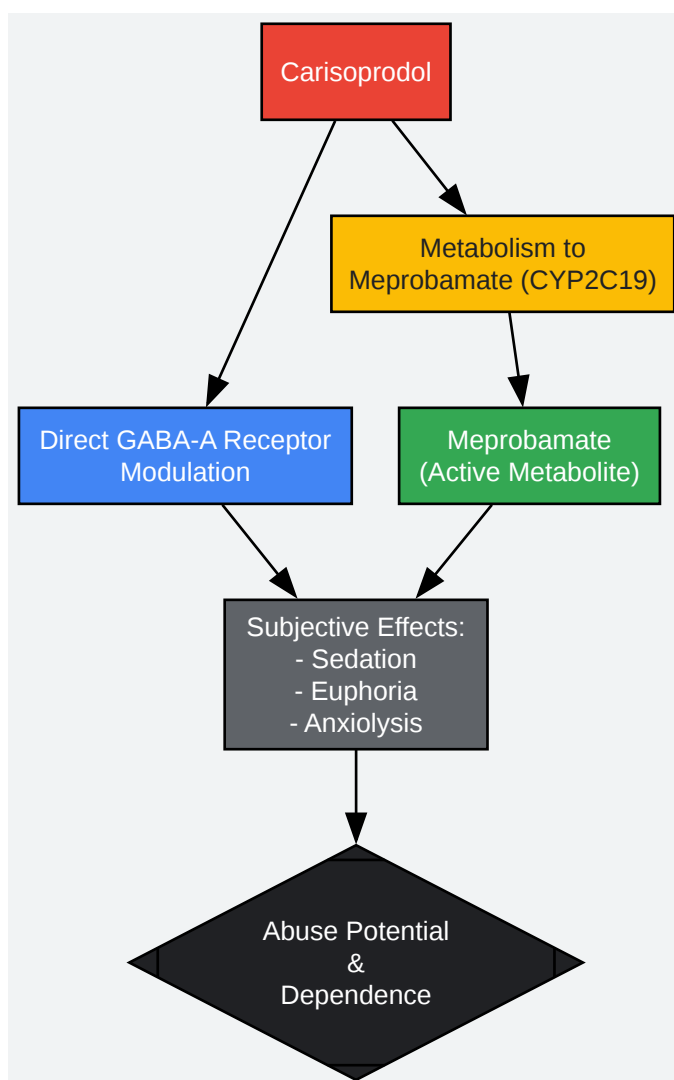 Carisoprodol
Metabolism to
Meprobamate (CYP2C19)
Direct GABA-A Receptor
Modulation
Meprobamate
(Active Metabolite)
Subjective Effects:
- Sedation
- Euphoria
- Anxiolysis
Abuse Potential
&
Dependence